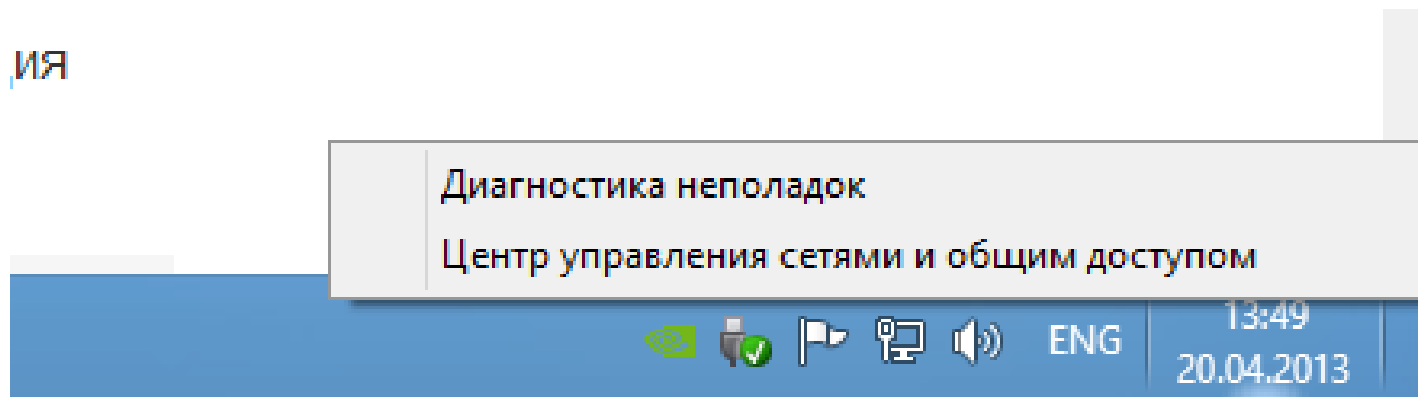 ИЯ
Диагностика неполадок
Центр управления сетями и общим доступом
ENG
13:49
20.04.2013